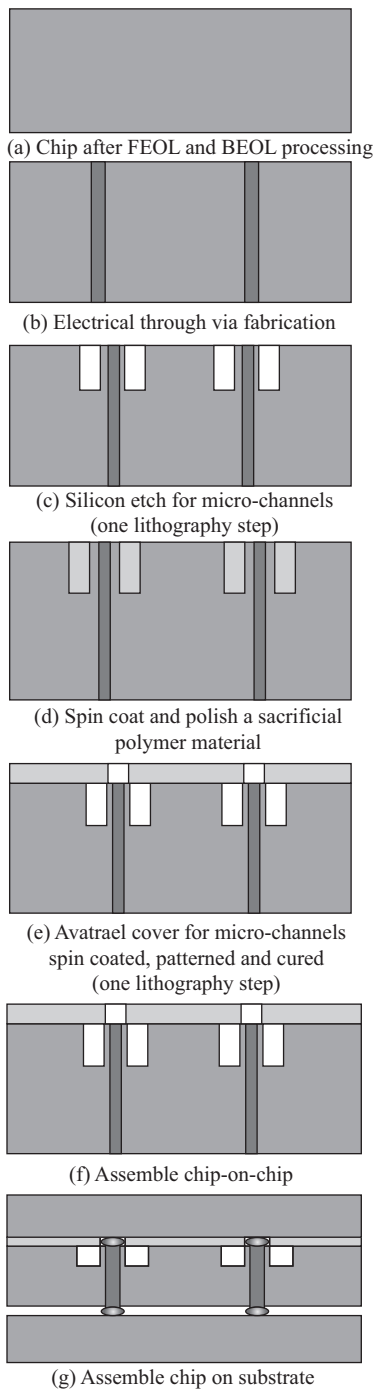 (a) Chip after FEOL and BEOL processing
(b) Electrical through via fabrication
(c) Silicon etch for micro-channels
(one lithography step)
(d) Spin coat and polish a sacrificial
polymer material
(e) Avatrael cover for micro-channels
spin coated, patterned and cured
(one lithography step)
(f) Assemble chip-on-chip
(g) Assemble chip on substrate